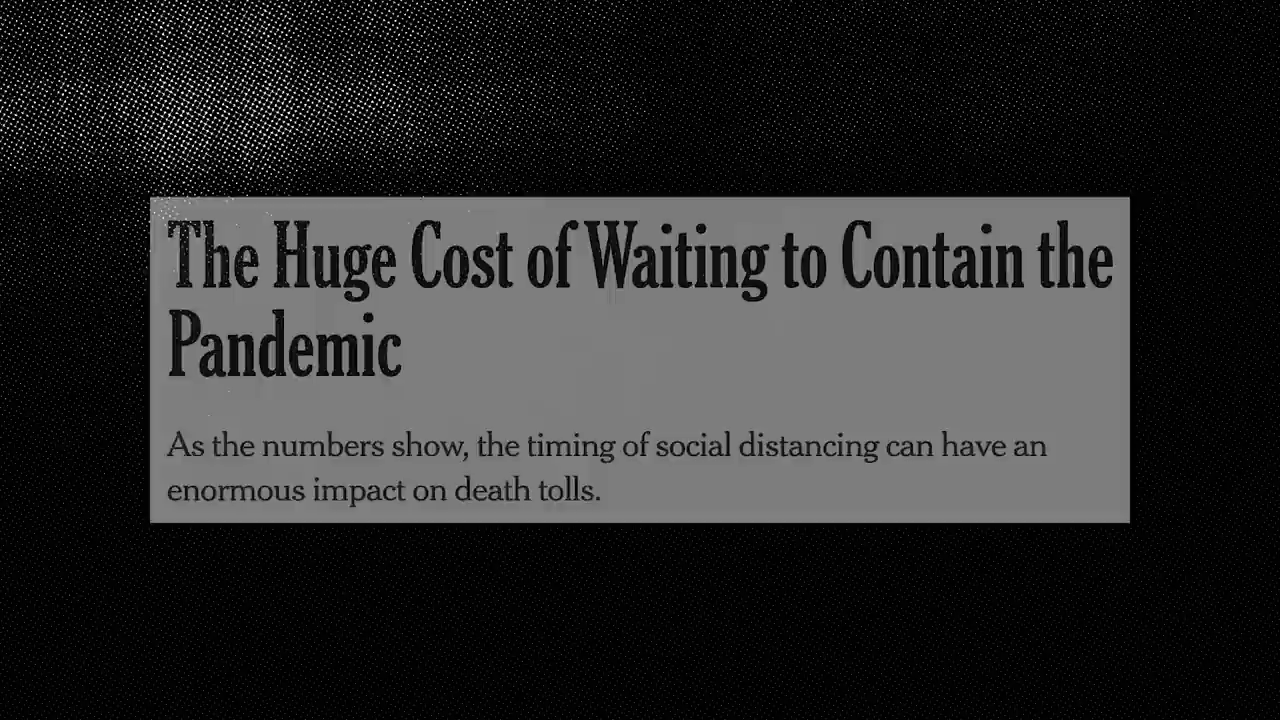 The Huge Cost of Waiting to Contain the
Pandemic
As the numbers show, the timing of social distancing can have an
enormous impact on death tolls.